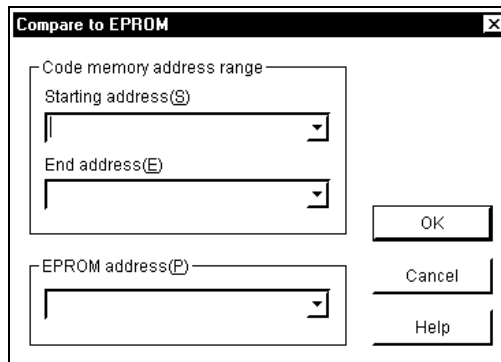 Compare to EPROM
Code memory address range
Starting address(S)
End address(E)
EPROM address(P)
OK
Cancel
Help